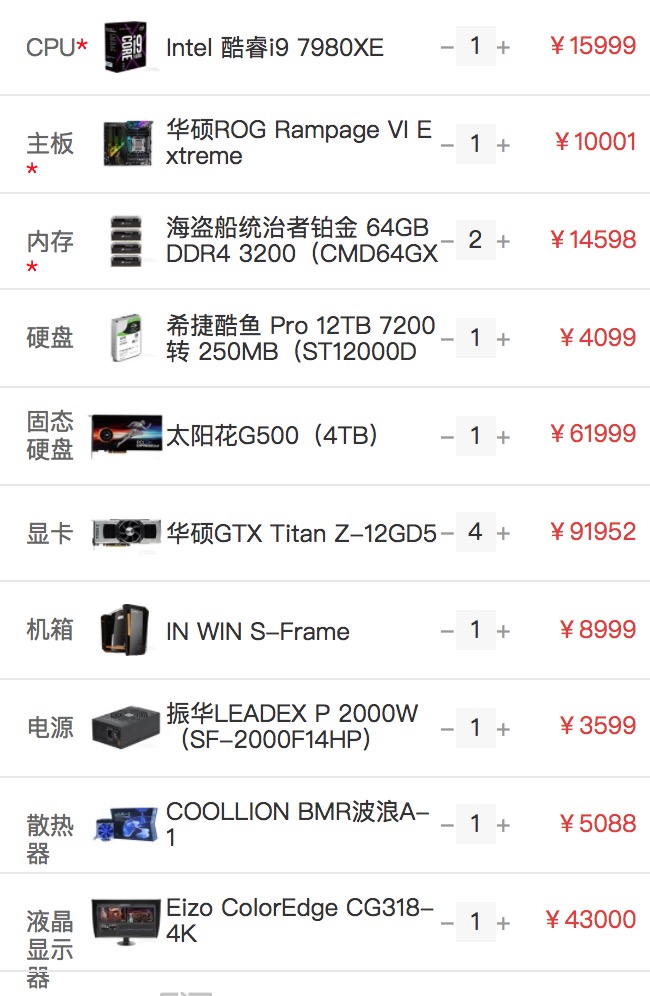 CPU* Intel 酷睿i9 7980XE – 1 + ￥15999
主板* 华硕ROG Rampage VI E
xtreme – 1 + ￥10001
内存* 海盗船统治者铂金 64GB
DDR4 3200（CMD64GX – 2 + ￥14598
硬盘 希捷酷鱼 Pro 12TB 7200
转 250MB（ST12000D – 1 + ￥4099
固态
硬盘 太阳花G500（4TB） – 1 + ￥61999
显卡 华硕GTX Titan Z–12GD5 – 4 + ￥91952
机箱 IN WIN S–Frame – 1 + ￥8999
电源 振华LEADEX P 2000W
（SF–2000F14HP） – 1 + ￥3599
散热
器 COOLLION BMR波浪A–
1 – 1 + ￥5088
液晶
显示
器 Eizo ColorEdge CG318–
4K – 1 + ￥43000